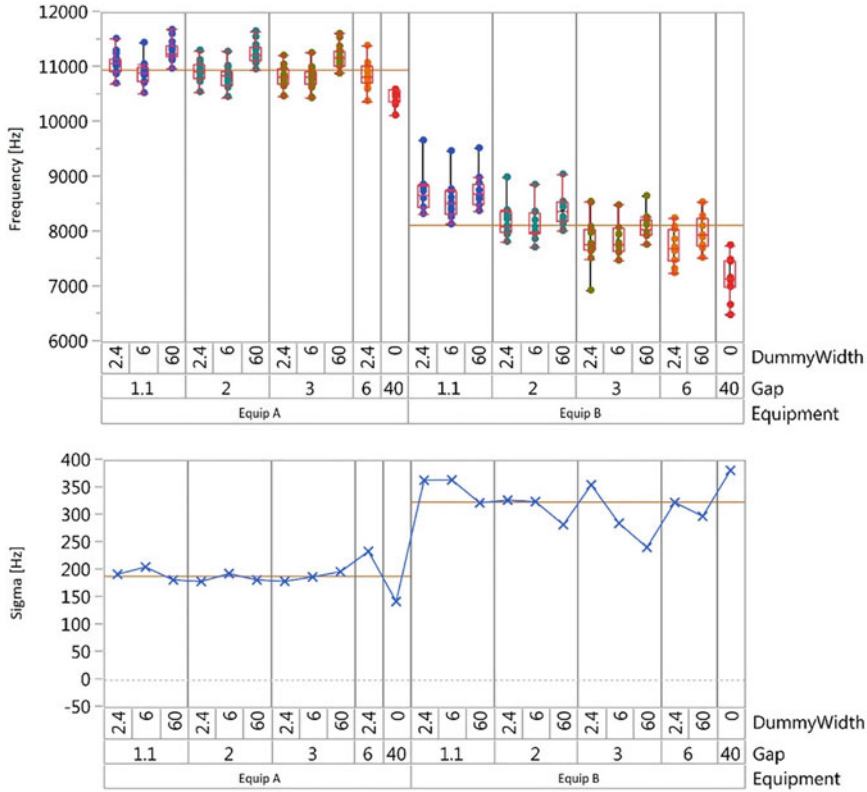 12000
11000
10000
9000
8000
7000
6000
Frequency [Hz]
2.4 6 60 2.4 6 60 2.4 6 60 2.4 0 2.4 6 60 2.4 6 60 2.4 6 60 2.4 60 0 DummyWidth
1.1 2 3 6 40 1.1 2 3 6 40 Gap
Equip A Equip B Equipment
400
350
300
250
200
150
100
50
0
-50
Sigma [Hz]
2.4 6 60 2.4 6 60 2.4 6 60 2.4 0 2.4 6 60 2.4 6 60 2.4 6 60 2.4 60 0 DummyWidth
1.1 2 3 6 40 1.1 2 3 6 40 Gap
Equip A Equip B Equipment